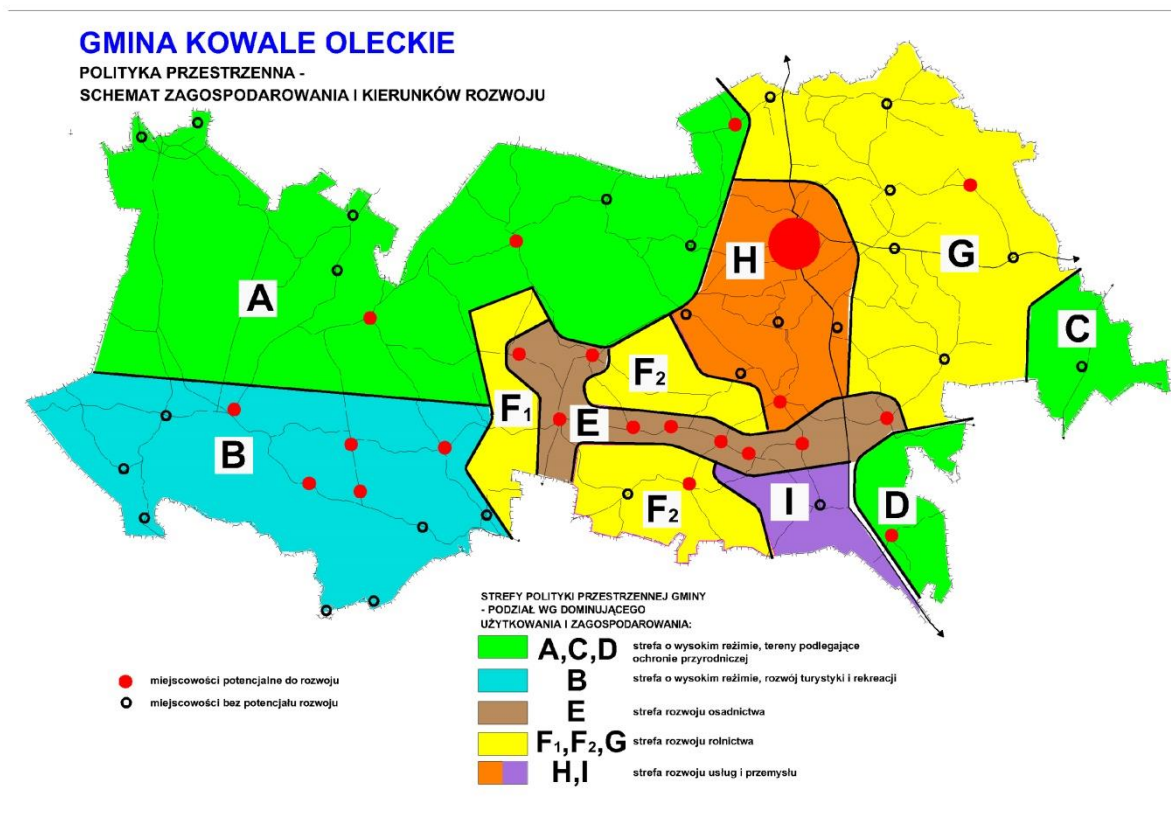 GMINA KOWALE OLECKIE
POLITYKA PRZESTRZENNA -
SCHEMAT ZAGOSPODAROWANIA I KIERUNKÓW ROZWOJU
H
G
A
C
F2
F1
E
B
I
D
F2
STREFY POLITYKI PRZESTRZENNEJ GMINY
- PODZIAŁ WG DOMINUJĄCEGO
UŻYTKOWANIA I ZAGOSPODAROWANIA:
A,C,D strefa o wysokim reżimie, tereny podlegające
ochronie przyrodniczej
B strefa o wysokim reżimie, rozwój turystyki i rekreacji
E strefa rozwoju osadnictwa
F1,F2,G strefa rozwoju rolnictwa
H,I strefa rozwoju usług i przemysłu
miejscowości potencjalne do rozwoju
miejscowości bez potencjału rozwoju